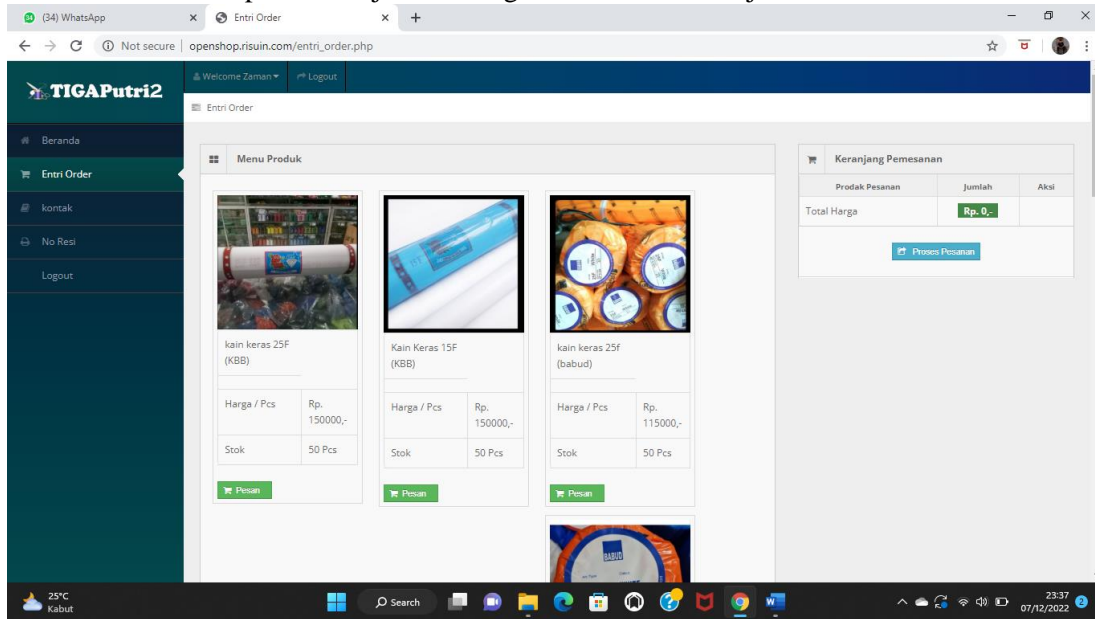 (34) WhatsApp
Entri Order
Not secure | openshop.risuin.com/entri_order.php
TIGAPutri2
Welcome Zaman
Logout
Entri Order
Beranda
Entri Order
kontak
No Resi
Logout
Menu Produk
kain keras 25F
(KBB)
Harga / Pcs
Rp.
150000,-
Stok
50 Pcs
Pesan
Kain Keras 15F
(KBB)
Harga / Pcs
Rp.
150000,-
Stok
50 Pcs
Pesan
kain keras 25f
(babud)
Harga / Pcs
Rp.
115000,-
Stok
50 Pcs
Pesan
BABUD
Keranjang Pemesanan
Prodak Pesanan
Jumlah
Aksi
Total Harga
Rp. 0,-
Proses Pesanan
25°C
Kabut
Search
23:37
07/12/2022
2